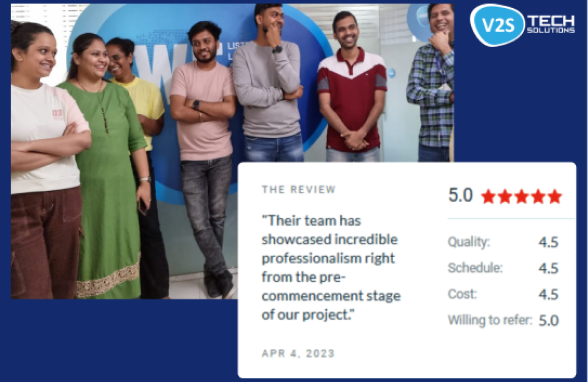 V2S TECH
SOLUTIONS
W
LIST
L
THE REVIEW
"Their team has
showcased incredible
professionalism right
from the pre-
commencement stage
of our project."
APR 4, 2023
5.0
Quality: 4.5
Schedule: 4.5
Cost: 4.5
Willing to refer: 5.0